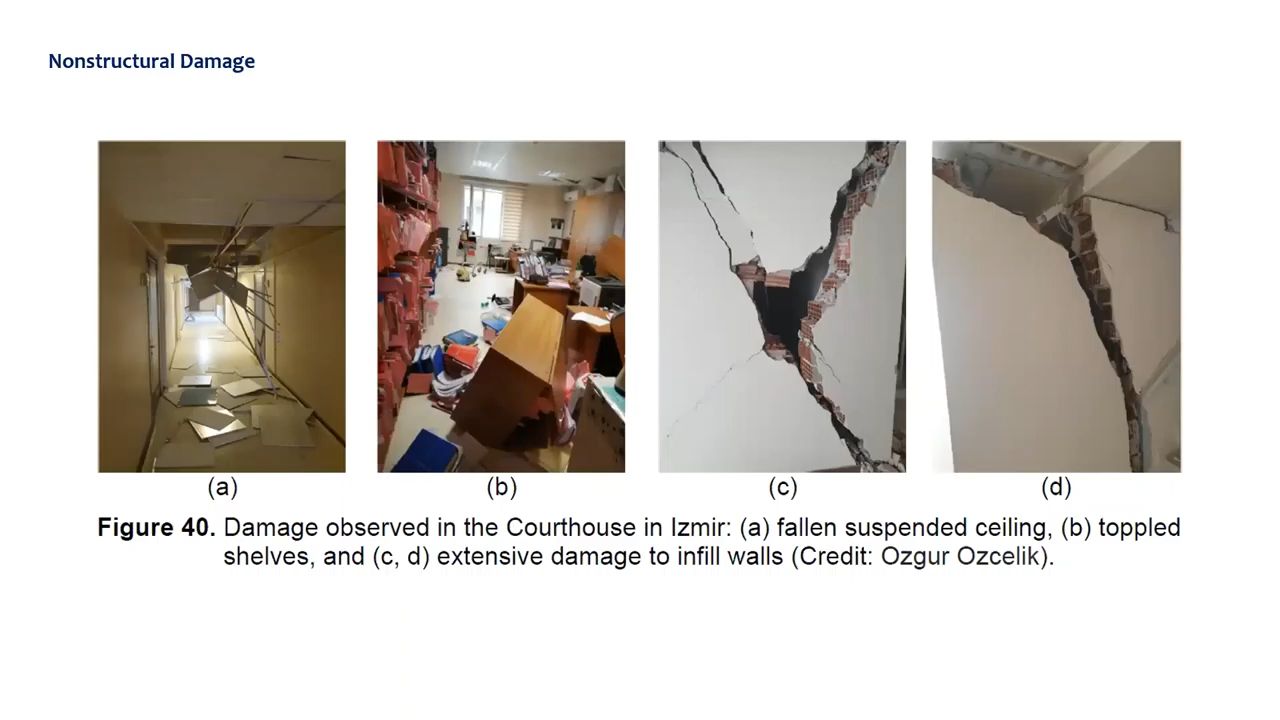 Nonstructural Damage
(a)
(b)
(c)
(d)
Figure 40. Damage observed in the Courthouse in Izmir: (a) fallen suspended ceiling, (b) toppled
shelves, and (c, d) extensive damage to infill walls (Credit: Ozgur Ozcelik).